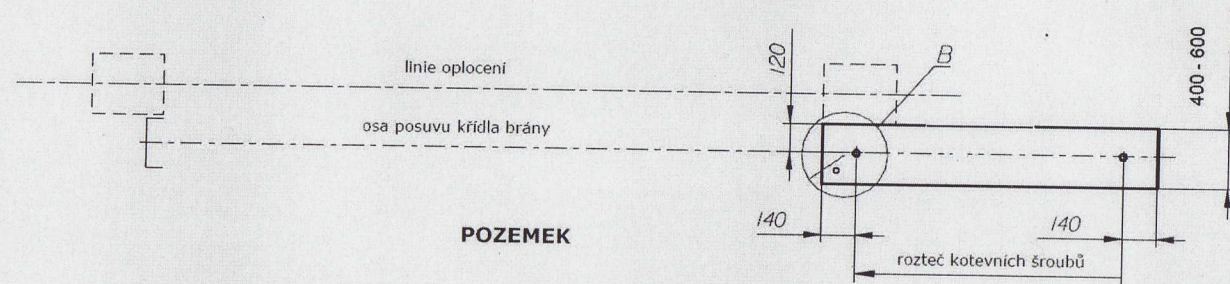 linie oplocení
120
B
400 - 600
osa posuvu křídla brány
140
POZEMEK
140
rozteč kotevních šroubů